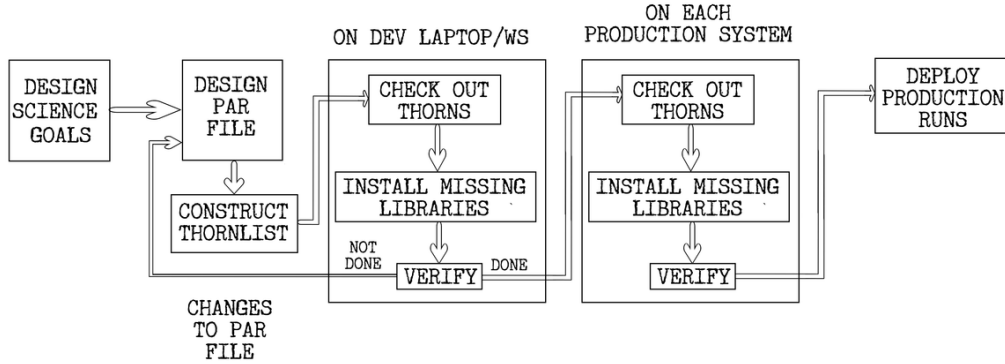 DESIGN
SCIENCE
GOALS
DESIGN
PAR
FILE
CONSTRUCT
THORNLIST
CHANGES
TO PAR
FILE
ON DEV LAPTOP/WS
CHECK OUT
THORNS
INSTALL MISSING
LIBRARIES
NOT
DONE
VERIFY
DONE
ON EACH
PRODUCTION SYSTEM
CHECK OUT
THORNS
INSTALL MISSING
LIBRARIES
VERIFY
DEPLOY
PRODUCTION
RUNS